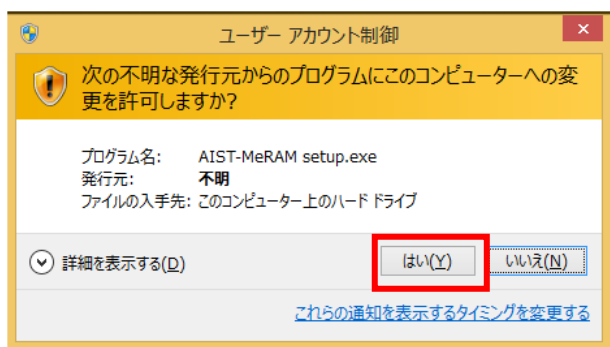 ユーザー アカウント制御
次の不明な発行元からのプログラムにこのコンピューターへの変
更を許可しますか?
プログラム名: AIST-MeRAM setup.exe
発行元: 不明
ファイルの入手先: このコンピューター上のハード ドライブ
詳細を表示する(D) はい(Y) いいえ(N)
これらの通知を表示するタイミングを変更する